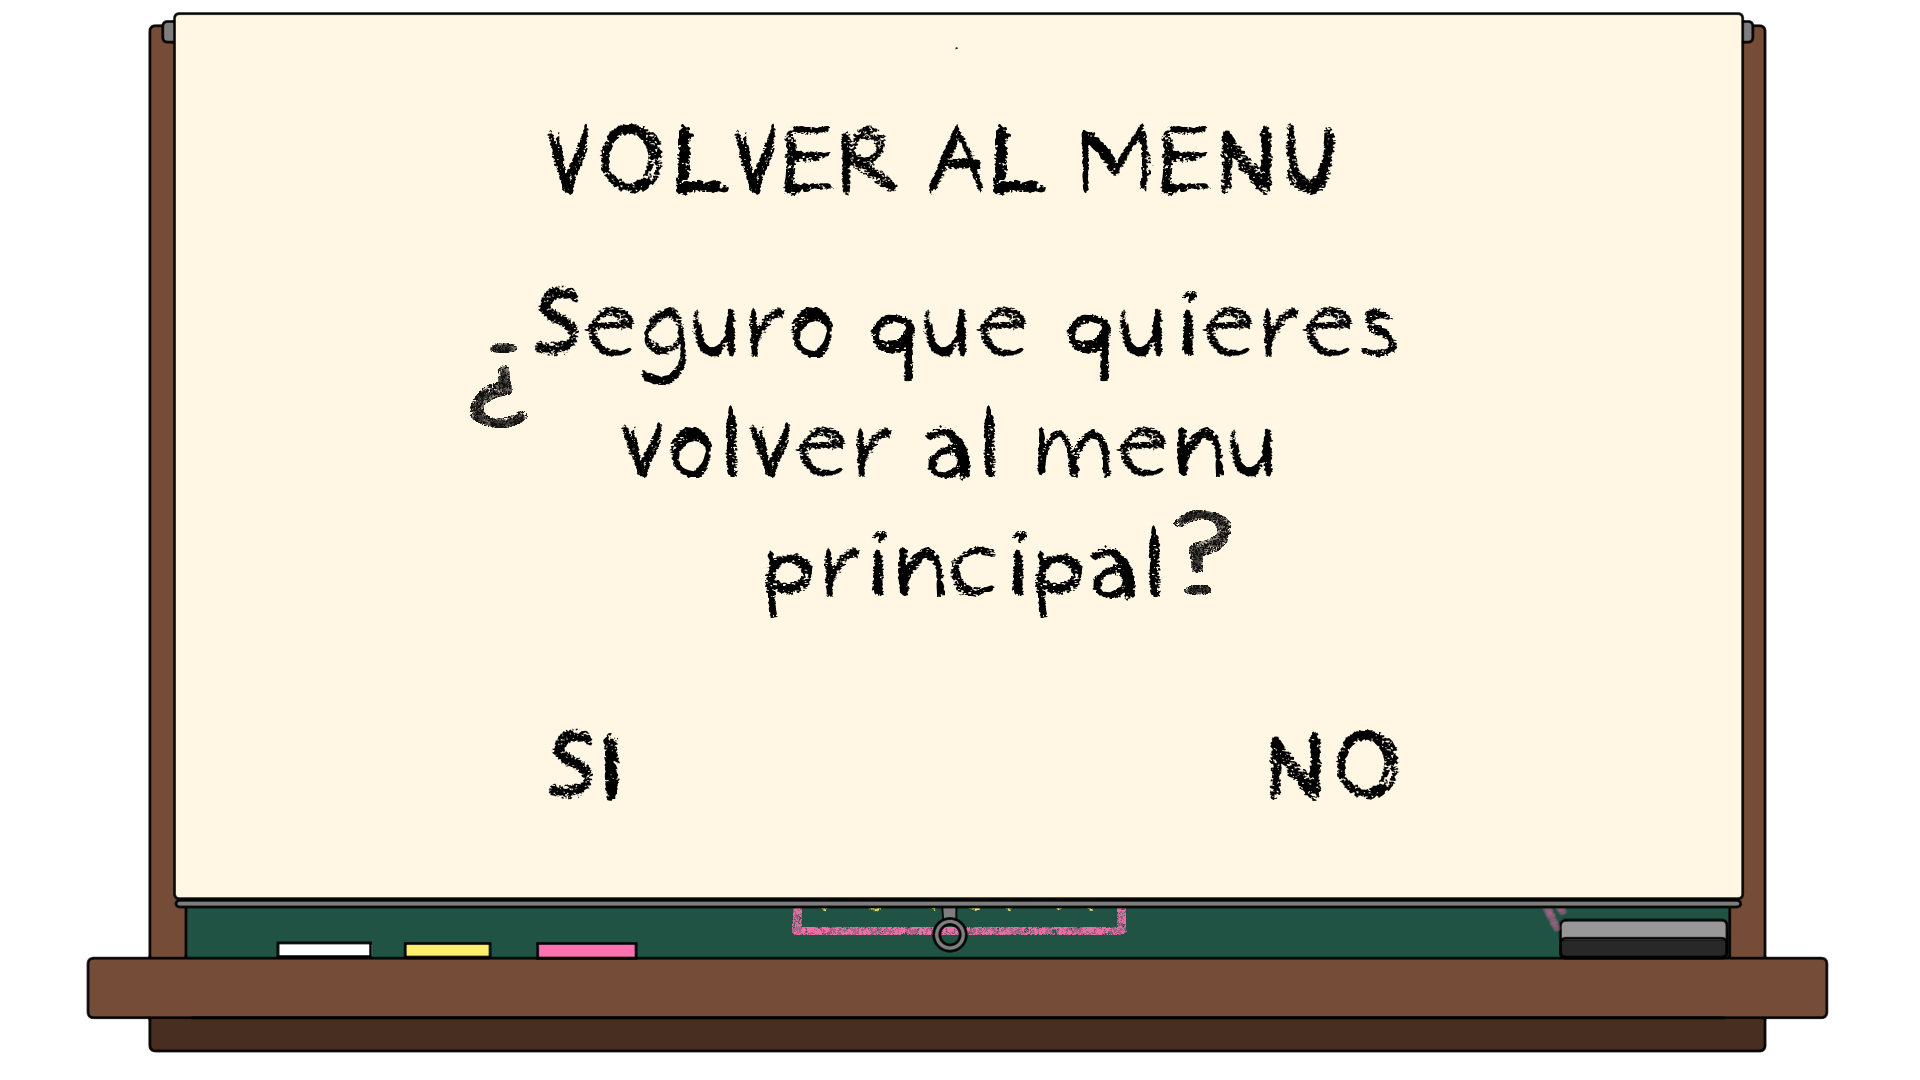 VOLVER AL MENU
¿Seguro que quieres
volver al menu
principal?
SI NO